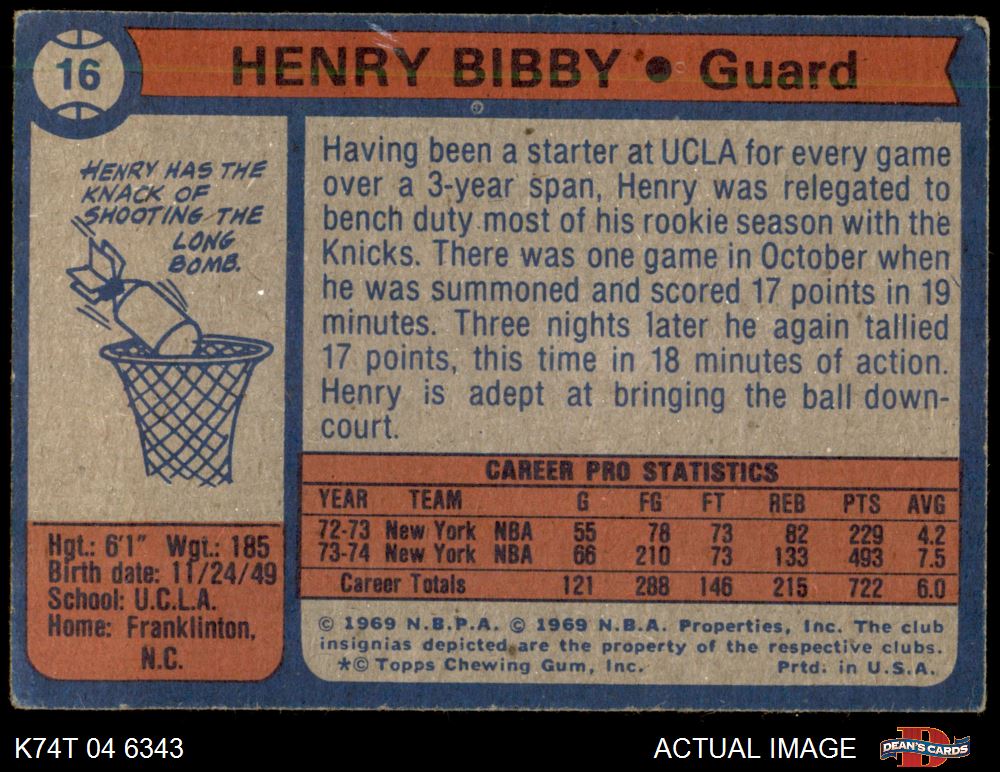 16
HENRY BIBBY • Guard
HENRY HAS THE
KNACK OF
SHOOTING THE
LONG
BOMB.
Having been a starter at UCLA for every game
over a 3-year span, Henry was relegated to
bench duty most of his rookie season with the
Knicks. There was one game in October when
he was summoned and scored 17 points in 19
minutes. Three nights later he again tallied
17 points, this time in 18 minutes of action.
Henry is adept at bringing the ball down-
court.
Hgt.: 6'1" Wgt.: 185
Birth date: 11/24/49
School: U.C.L.A.
Home: Franklinton,
N.C.
CAREER PRO STATISTICS
YEAR TEAM G FG FT REB PTS AVG
72-73 New York NBA 55 78 73 82 229 4.2
73-74 New York NBA 66 210 73 133 493 7.5
Career Totals 121 288 146 215 722 6.0
© 1969 N.B.P.A. © 1969 N.B.A. Properties, Inc. The club
insignias depicted are the property of the respective clubs.
*© Topps Chewing Gum, Inc. Prtd. in U.S.A.
K74T 04 6343 ACTUAL IMAGE
D
DEAN'S CARDS